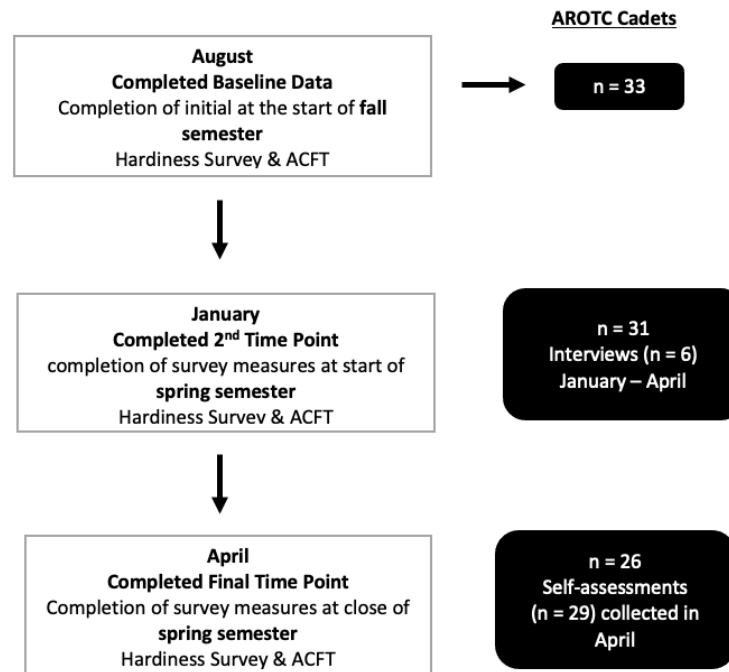 AROTC Cadets
August
Completed Baseline Data
Completion of initial at the start of fall
semester
Hardiness Survey & ACFT
n = 33
January
Completed 2nd Time Point
completion of survey measures at start of
spring semester
Hardiness Survev & ACFT
n = 31
Interviews (n = 6)
January – April
April
Completed Final Time Point
Completion of survey measures at close of
spring semester
Hardiness Survey & ACFT
n = 26
Self-assessments
(n = 29) collected in
April